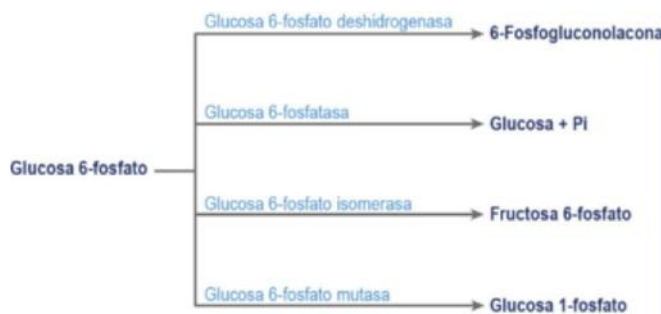 Glucosa 6-fosfato deshidrogenasa
6-Fosfogluconolacona
Glucosa 6-fosfatasa
Glucosa + Pi
Glucosa 6-fosfato
Glucosa 6-fosfato isomerasa
Fructosa 6-fosfato
Glucosa 6-fosfato mutasa
Glucosa 1-fosfato